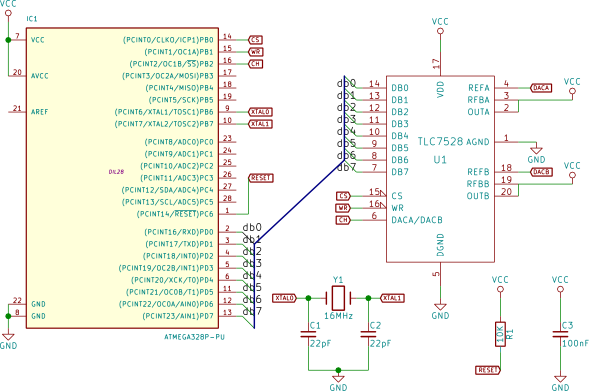 VCC
IC1
7 VCC
20 AVCC
21 AREF
22 GND
8 GND
GND
(PCINT0/CLKO/ICP1)PB0 14 CS
(PCINT1/OC1A)PB1 15 WR
(PCINT2/OC1B/SS)PB2 16 CH
(PCINT3/OC2A/MOSI)PB3 17
(PCINT4/MISO)PB4 18
(PCINT5/SCK)PB5 19
(PCINT6/XTAL1/TOSC1)PB6 9 XTAL0
(PCINT7/XTAL2/TOSC2)PB7 10 XTAL1
(PCINT8/ADC0)PC0 23
(PCINT9/ADC1)PC1 24
(PCINT10/ADC2)PC2 25
(PCINT11/ADC3)PC3 26
(PCINT12/SDA/ADC4)PC4 27
(PCINT13/SCL/ADC5)PC5 28
(PCINT14/RESET)PC6 1
RESET
DIL28
(PCINT16/RXD)PD0 2 db0
(PCINT17/TXD)PD1 3 db1
(PCINT18/INT0)PD2 4 db2
(PCINT19/OC2B/INT1)PD3 5 db3
(PCINT20/XCK/T0)PD4 6 db4
(PCINT21/OC0B/T1)PD5 11 db5
(PCINT22/OC0A/AIN0)PD6 12 db6
(PCINT23/AIN1)PD7 13 db7
ATMEGA328P-PU
VCC
17
VDD
db0 14 DB0
db1 13 DB1
db2 12 DB2
db3 11 DB3
db4 10 DB4
db5 9 DB5
db6 8 DB6
db7 7 DB7
CS 15 CS
WR 16 WR
CH 6 DACA/DACB
TLC7528
U1
REFA 4 DACA
RFBA 3
OUTA 2
VCC
AGND 1
GND
REFB 18 DACB
RFBB 19
OUTB 20
VCC
DGND
5
GND
XTAL0
Y1
16MHz
XTAL1
C1
22pF
C2
22pF
GND
VCC
10K
R1
RESET
VCC
C3
100nF
GND